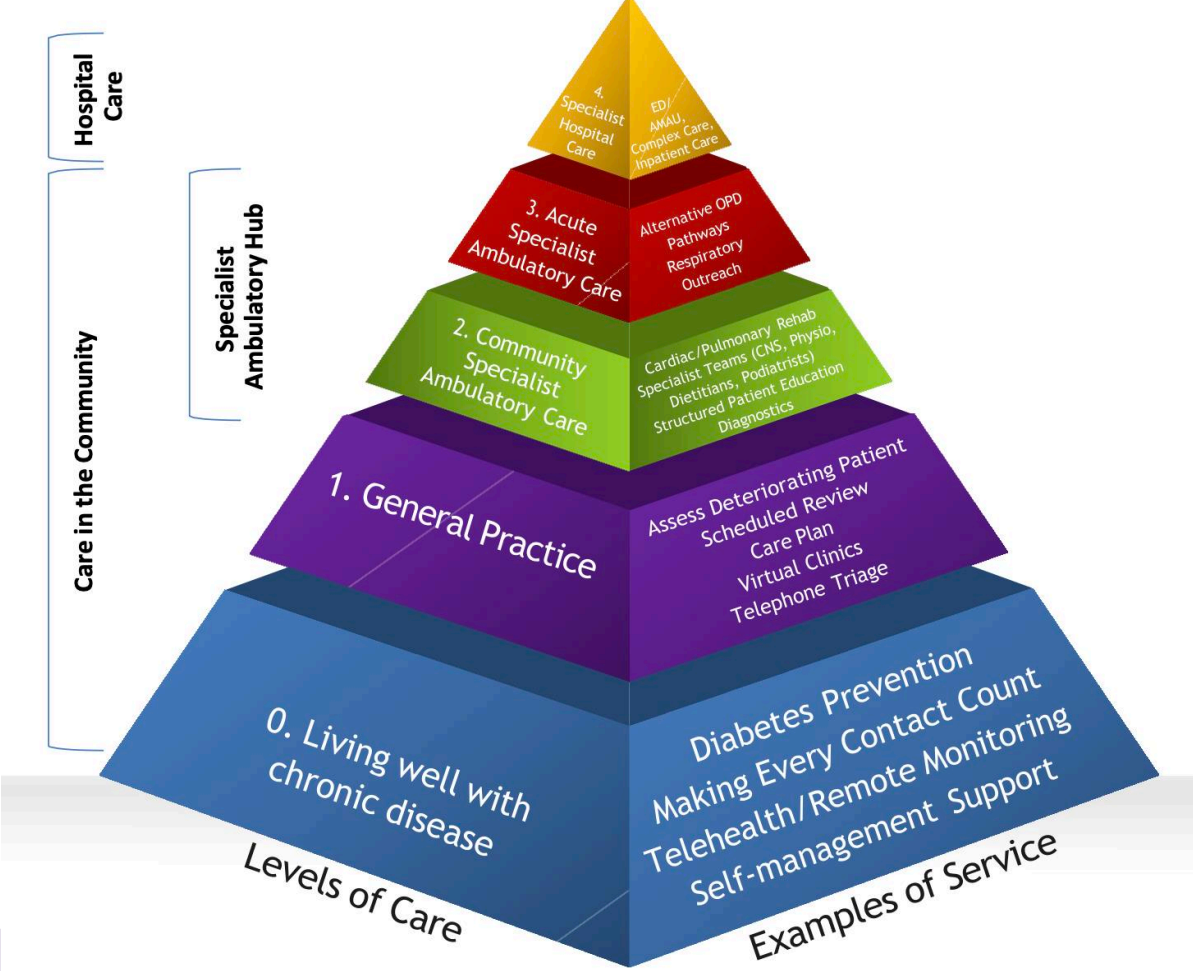 Hospital
Care
Specialist
Ambulatory Hub
Care in the Community
4.
Specialist
Hospital
Care
ED/
AMAU,
Complex Care,
Inpatient Care
3. Acute
Specialist
Ambulatory Care
Alternative OPD
Pathways
Respiratory
Outreach
2. Community
Specialist
Ambulatory Care
Cardiac/Pulmonary Rehab
Specialist Teams (CNS, Physio,
Dietitians, Podiatrists)
Structured Patient Education
Diagnostics
1. General Practice
Assess Deteriorating Patient
Scheduled Review
Care Plan
Virtual Clinics
Telephone Triage
0. Living well with
chronic disease
Diabetes Prevention
Making Every Contact Count
Telehealth/Remote Monitoring
Self-management Support
Levels of Care
Examples of Service